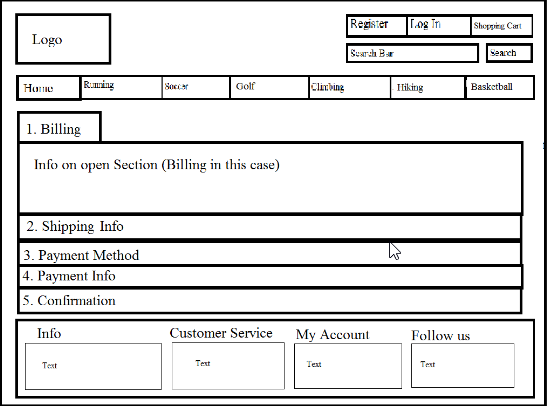 Logo
Register Log In Shopping Cart
Search Bar Search
Home Running Soccer Golf Climbing Hiking Basketball
1. Billing
Info on open Section (Billing in this case)
2. Shipping Info
3. Payment Method
4. Payment Info
5. Confirmation
Info Customer Service My Account Follow us
Text Text Text Text